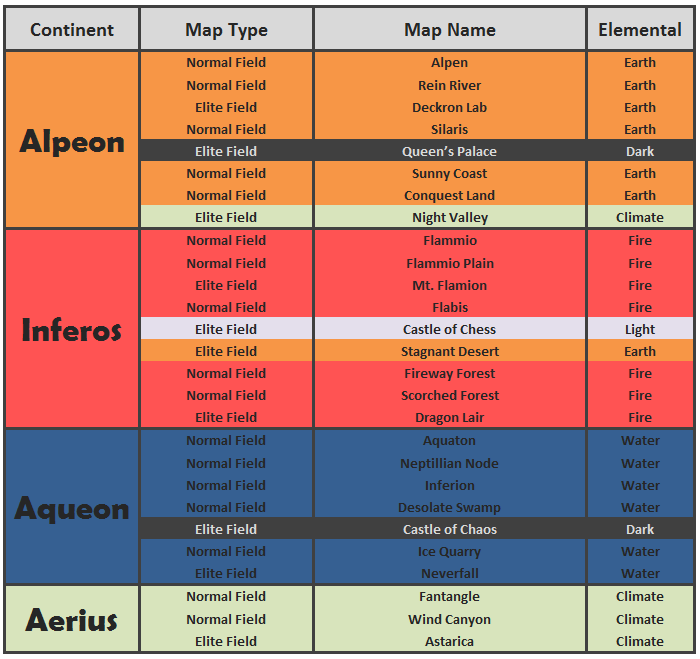 Continent Map Type Map Name Elemental
Alpeon
Normal Field Alpen Earth
Normal Field Rein River Earth
Elite Field Deckron Lab Earth
Normal Field Silaris Earth
Elite Field Queen's Palace Dark
Normal Field Sunny Coast Earth
Normal Field Conquest Land Earth
Elite Field Night Valley Climate
Inferos
Normal Field Flammio Fire
Normal Field Flammio Plain Fire
Elite Field Mt. Flamion Fire
Normal Field Flabis Fire
Elite Field Castle of Chess Light
Elite Field Stagnant Desert Earth
Normal Field Fireway Forest Fire
Normal Field Scorched Forest Fire
Elite Field Dragon Lair Fire
Aqueon
Normal Field Aquaton Water
Normal Field Neptillian Node Water
Normal Field Inferion Water
Normal Field Desolate Swamp Water
Elite Field Castle of Chaos Dark
Normal Field Ice Quarry Water
Elite Field Neverfall Water
Aerius
Normal Field Fantangle Climate
Normal Field Wind Canyon Climate
Elite Field Astarica Climate